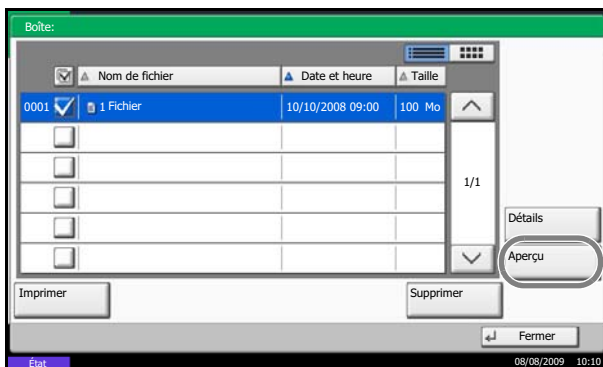 Boîte:
Nom de fichier Date et heure Taille
0001 1 Fichier 10/10/2008 09:00 100 Mo
1/1
Détails
Aperçu
Imprimer Supprimer
Fermer
État 08/08/2009 10:10